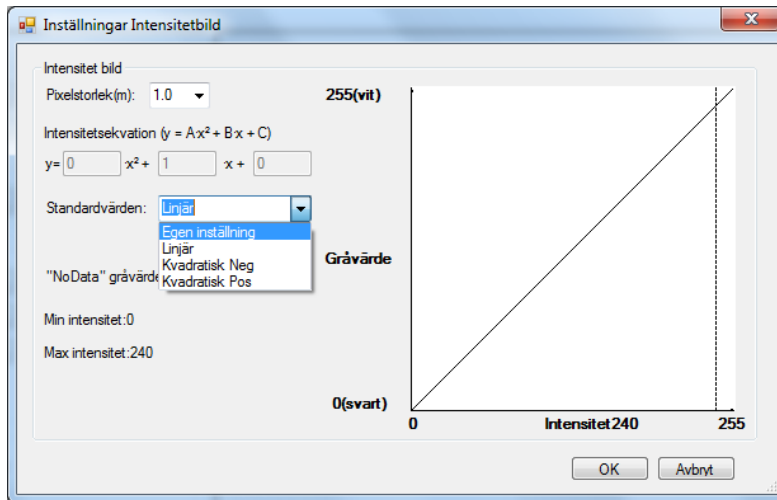 Inställningar Intensitetbild
Intensitet bild
Pixelstorlek(m): 1.0
Intensitetsekvation (y = A·x² + B·x + C)
y= 0 ·x² + 1 ·x + 0
Standardvärden: Linjär
Egen inställning
Linjär
Kvadratisk Neg
Kvadratisk Pos
"NoData" gråvärde
Min intensitet:0
Max intensitet:240
255(vit)
Gråvärde
0(svart)
0 Intensitet 240 255
OK Avbryt